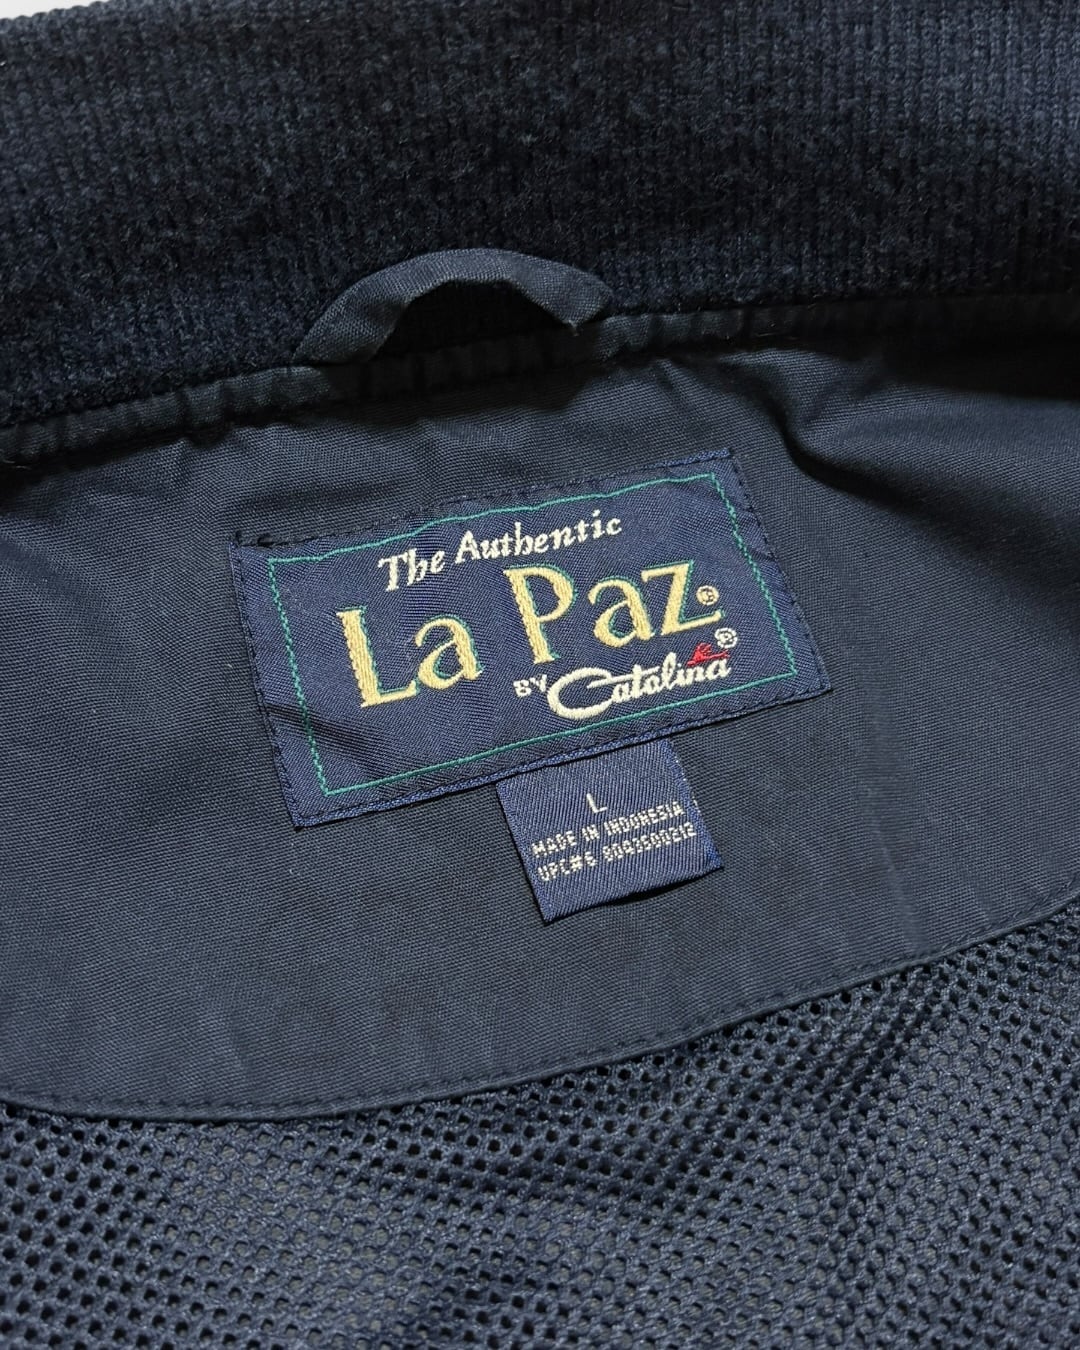 The Authentic
La Paz®
BY Catalina®
L
MADE IN INDONESIA